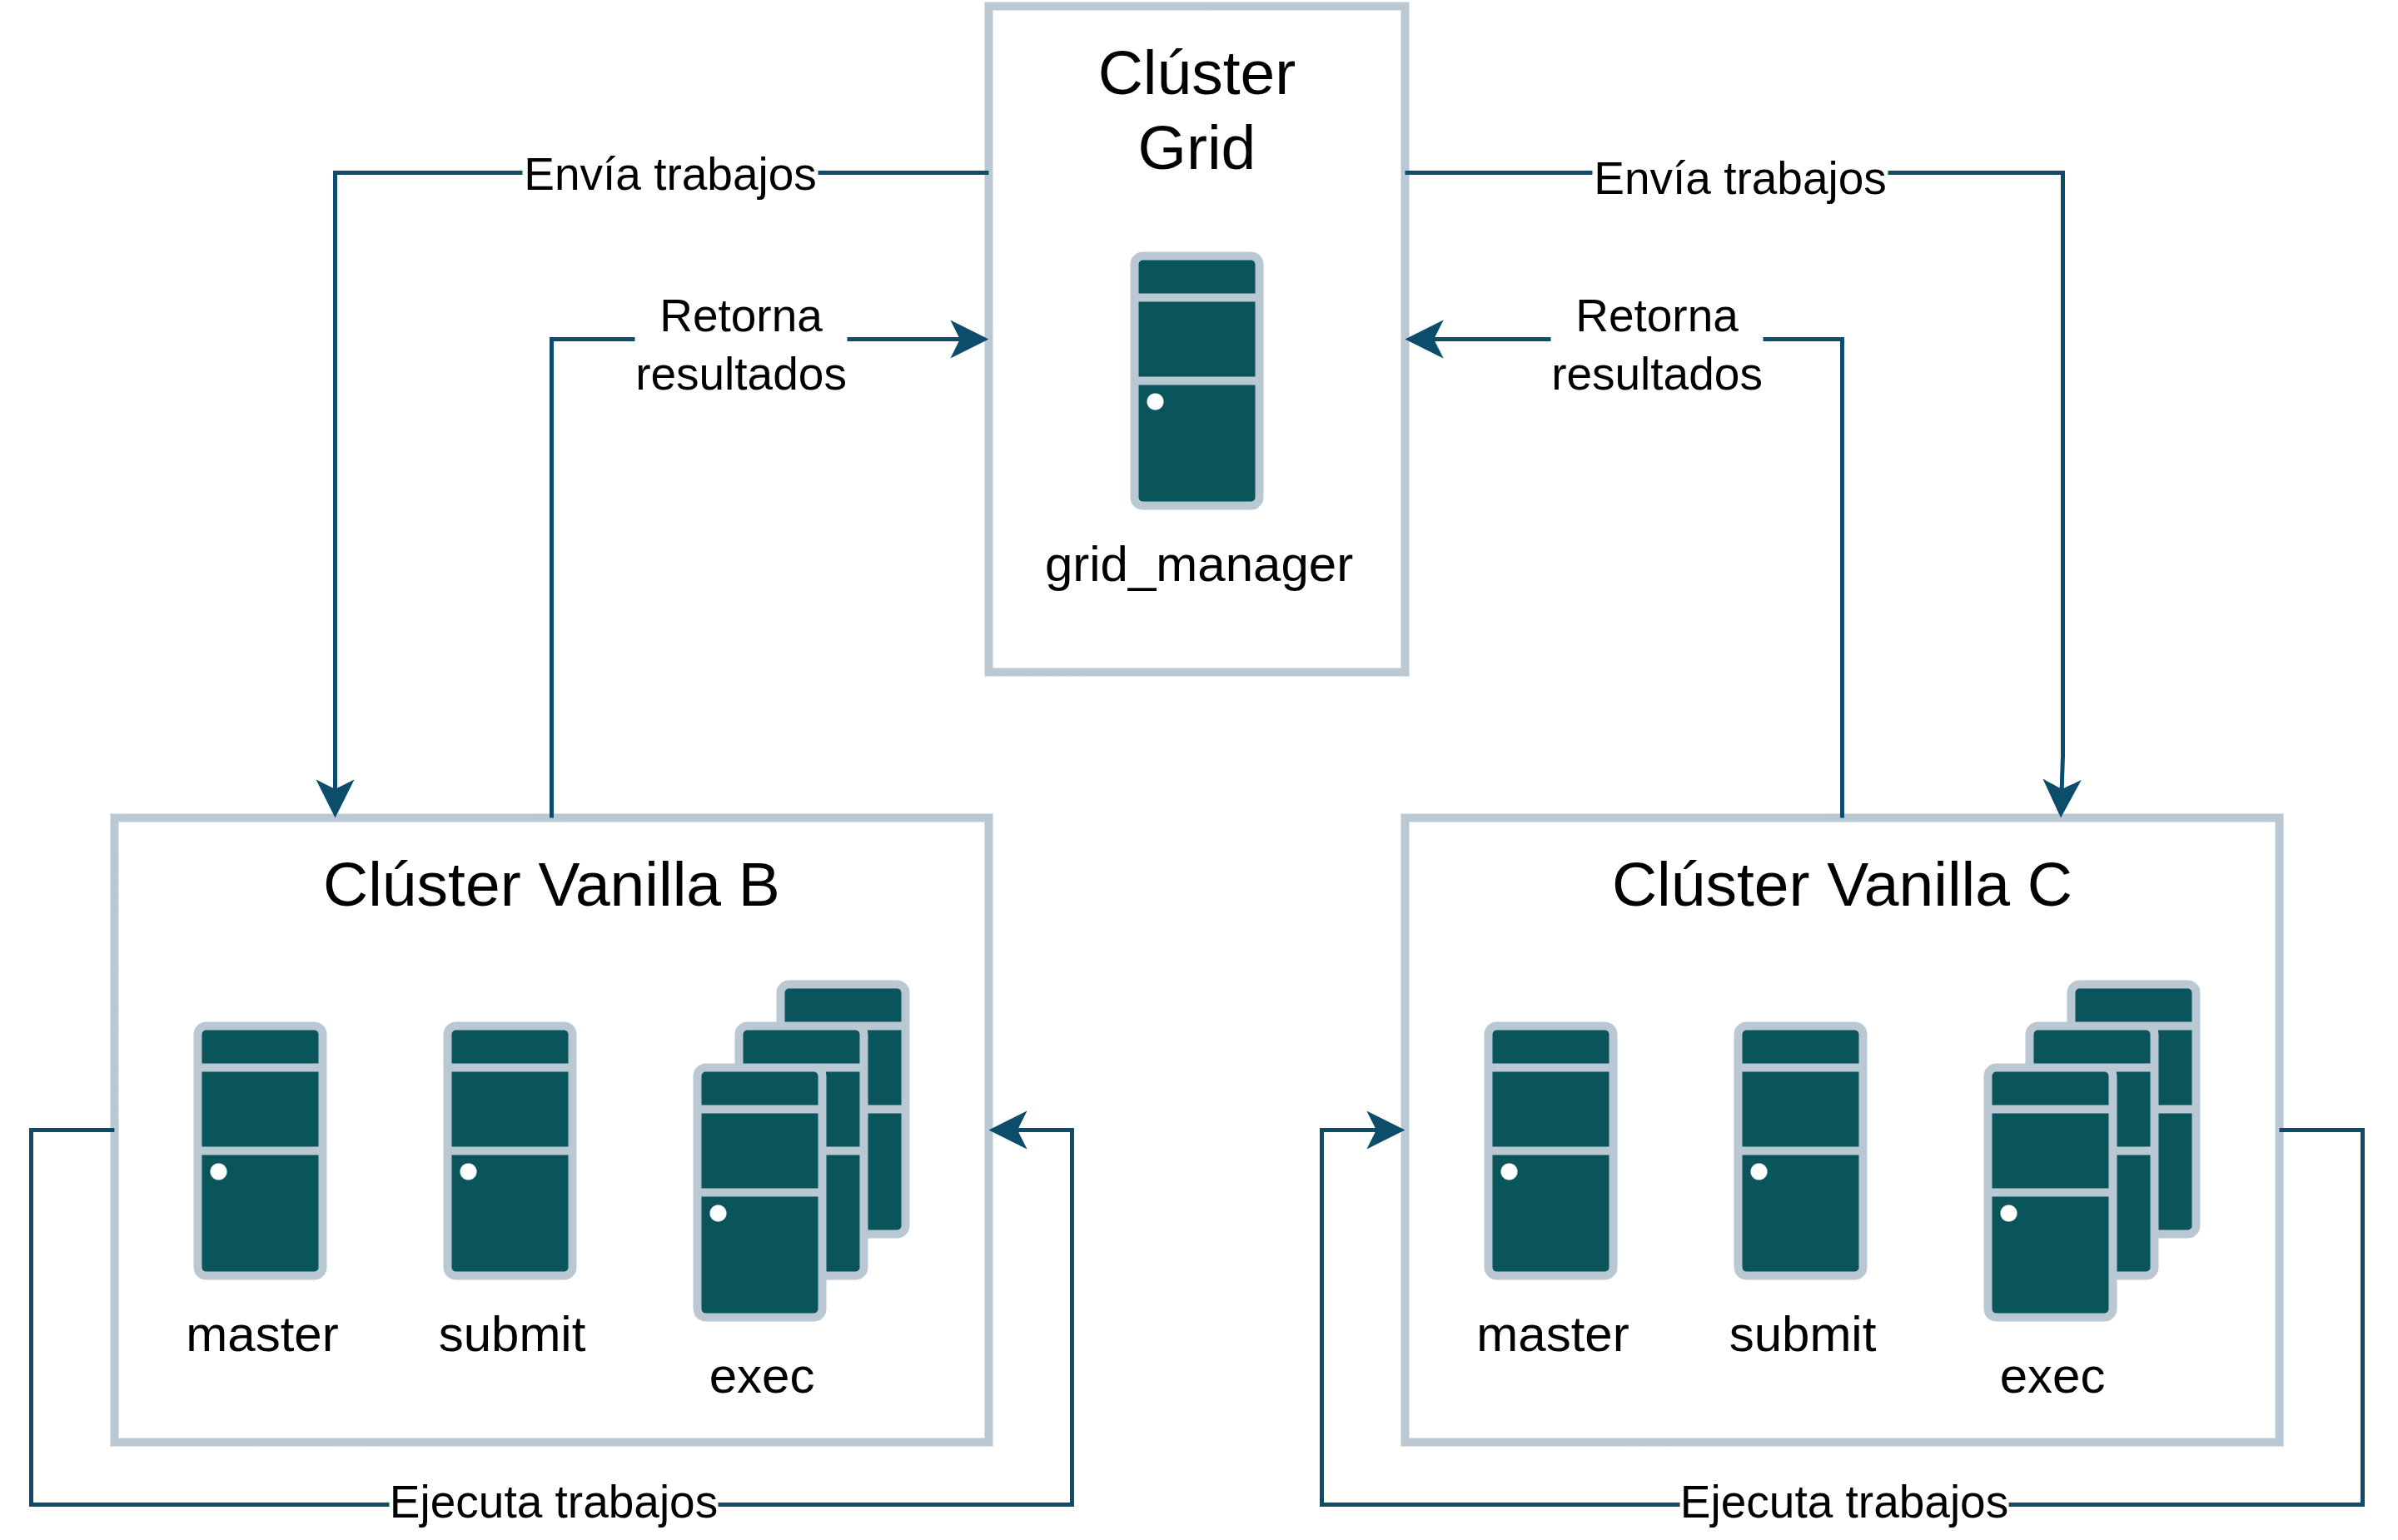 Clúster
Grid
Envía trabajos
Envía trabajos
Retorna
resultados
Retorna
resultados
grid_manager
Clúster Vanilla B
Clúster Vanilla C
master
submit
exec
master
submit
exec
Ejecuta trabajos
Ejecuta trabajos